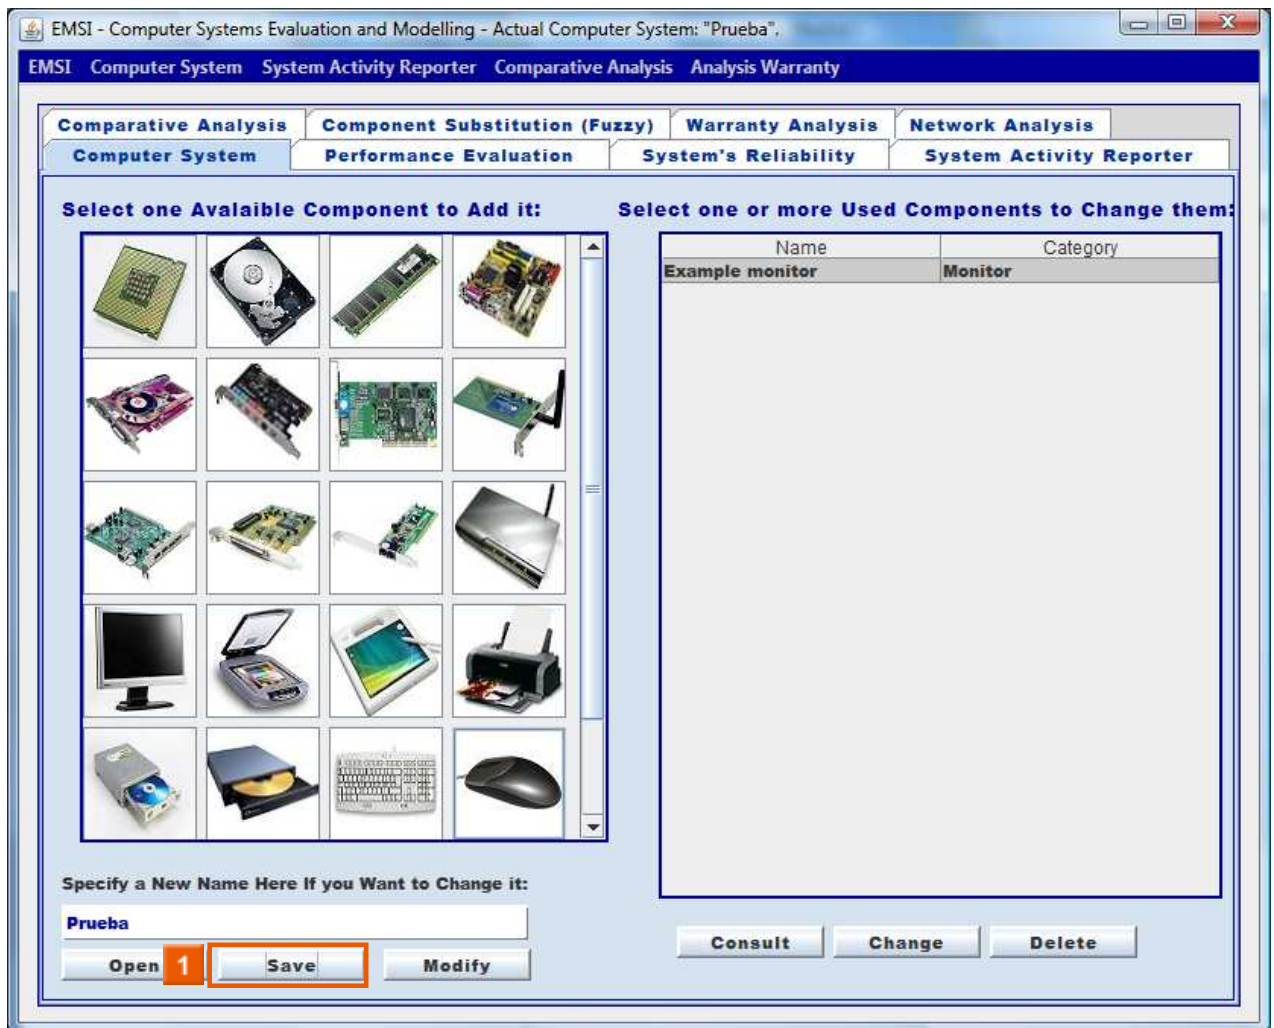 EMSI - Computer Systems Evaluation and Modelling - Actual Computer System: "Prueba".
EMSI Computer System System Activity Reporter Comparative Analysis Analysis Warranty
Comparative Analysis Component Substitution (Fuzzy) Warranty Analysis Network Analysis
Computer System Performance Evaluation System's Reliability System Activity Reporter
Select one Avalaible Component to Add it:
Select one or more Used Components to Change them:
Name Category
Example monitor Monitor
Specify a New Name Here If you Want to Change it:
Prueba
Open 1 Save Modify
Consult Change Delete